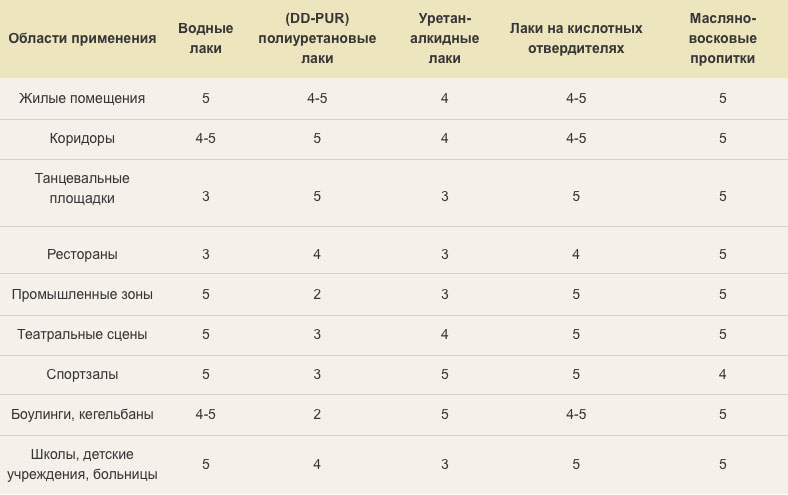 Области применения Водные лаки (DD-PUR) полиуретановые лаки Уретан-алкидные лаки Лаки на кислотных отвердителях Масляно-восковые пропитки
Жилые помещения 5 4-5 4 4-5 5
Коридоры 4-5 5 4 4-5 5
Танцевальные площадки 3 5 3 5 5
Рестораны 3 4 3 4 5
Промышленные зоны 5 2 3 5 5
Театральные сцены 5 3 4 5 5
Спортзалы 5 3 5 5 4
Боулинги, кегельбаны 4-5 2 5 4-5 5
Школы, детские учреждения, больницы 5 4 3 5 5